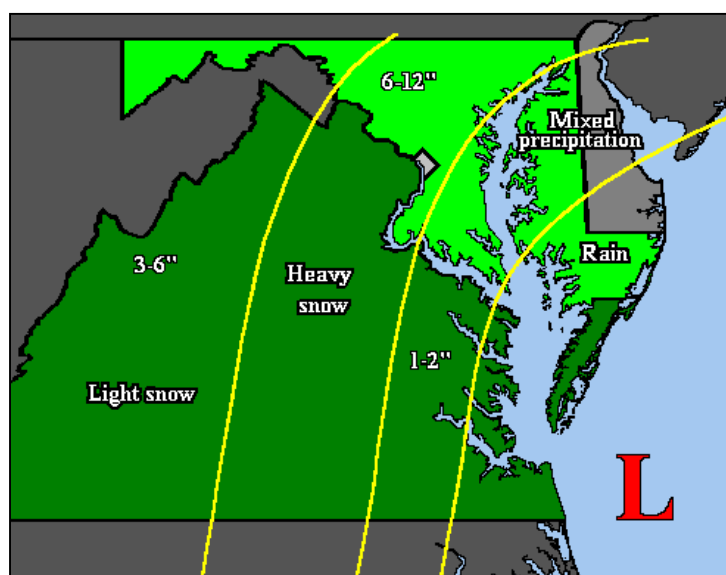 6-12"
Mixed
precipitation
Rain
3-6"
Heavy
snow
1-2"
Light snow
L